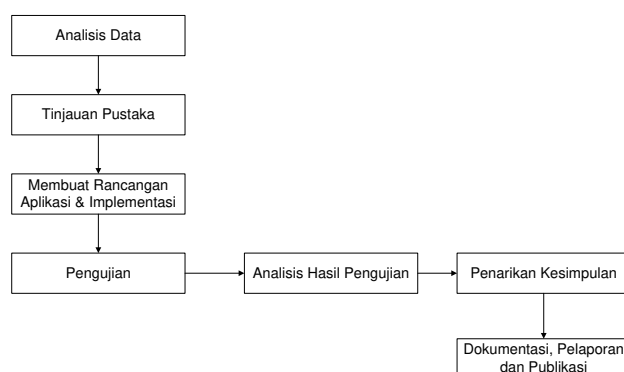 Analisis Data
Tinjauan Pustaka
Membuat Rancangan
Aplikasi & Implementasi
Pengujian
Analisis Hasil Pengujian
Penarikan Kesimpulan
Dokumentasi, Pelaporan
dan Publikasi